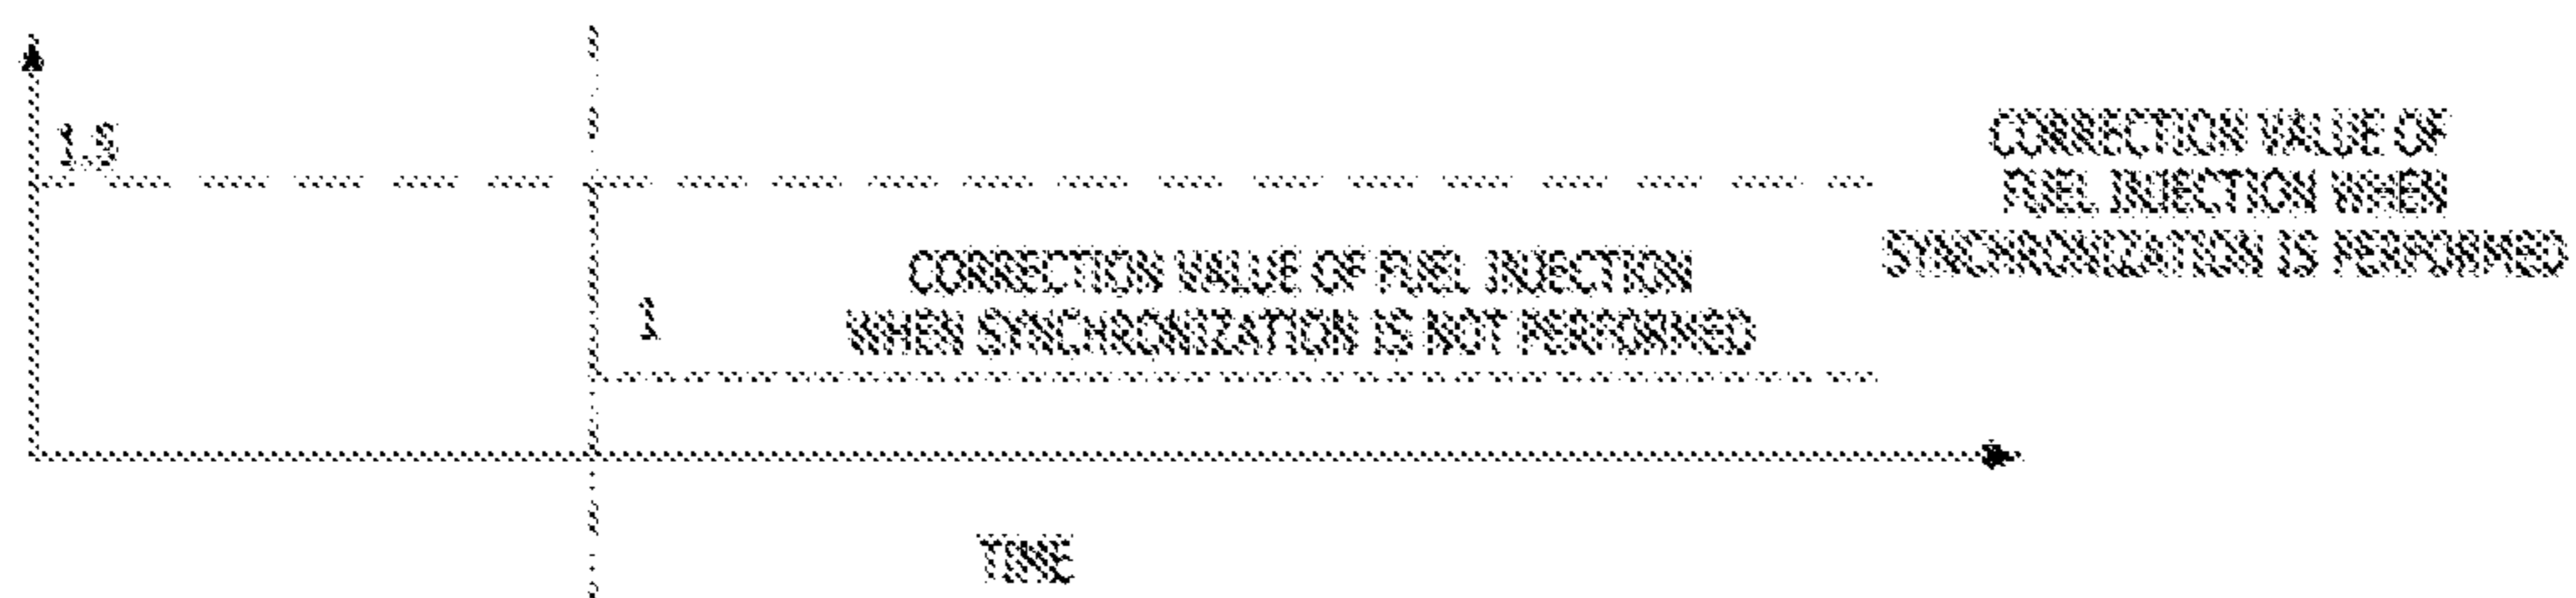 1.5
CORRECTION VALUE OF
FUEL INJECTION WHEN
SYNCHRONIZATION IS PERFORMED
CORRECTION VALUE OF FUEL INJECTION
WHEN SYNCHRONIZATION IS NOT PERFORMED
1
TIME